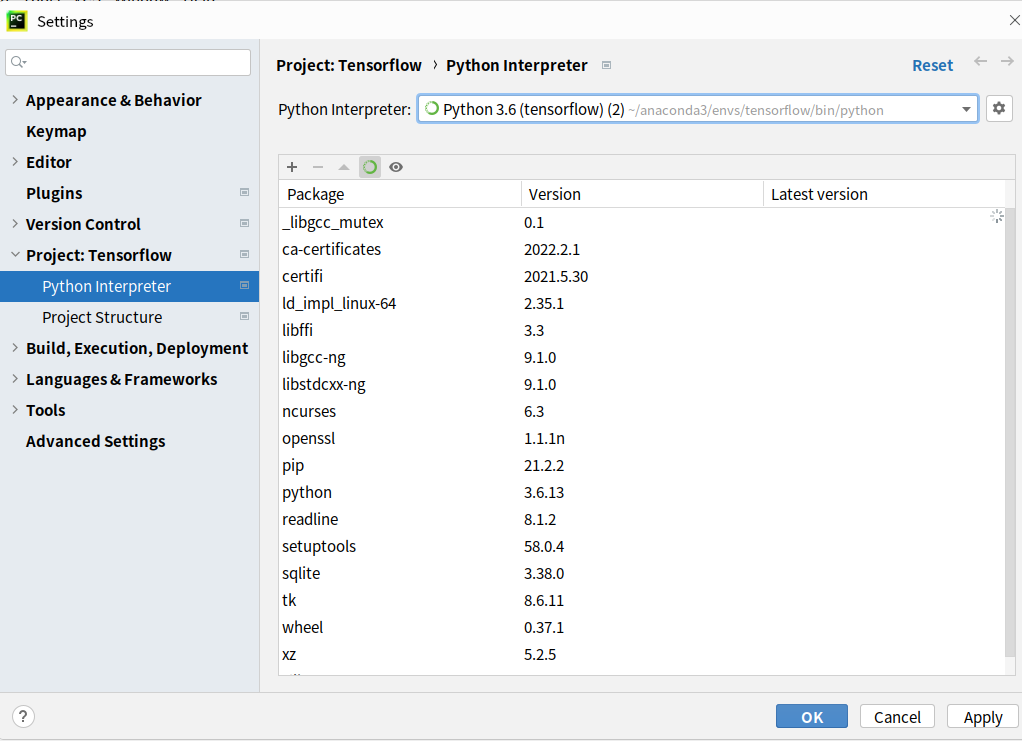 PC Settings
Project: Tensorflow › Python Interpreter Reset
Appearance & Behavior
Keymap
Editor
Plugins
Version Control
Project: Tensorflow
Python Interpreter
Project Structure
Build, Execution, Deployment
Languages & Frameworks
Tools
Advanced Settings
Python Interpreter: Python 3.6 (tensorflow) (2) ~/anaconda3/envs/tensorflow/bin/python
Package Version Latest version
_libgcc_mutex 0.1
ca-certificates 2022.2.1
certifi 2021.5.30
ld_impl_linux-64 2.35.1
libffi 3.3
libgcc-ng 9.1.0
libstdcxx-ng 9.1.0
ncurses 6.3
openssl 1.1.1n
pip 21.2.2
python 3.6.13
readline 8.1.2
setuptools 58.0.4
sqlite 3.38.0
tk 8.6.11
wheel 0.37.1
xz 5.2.5
? OK Cancel Apply